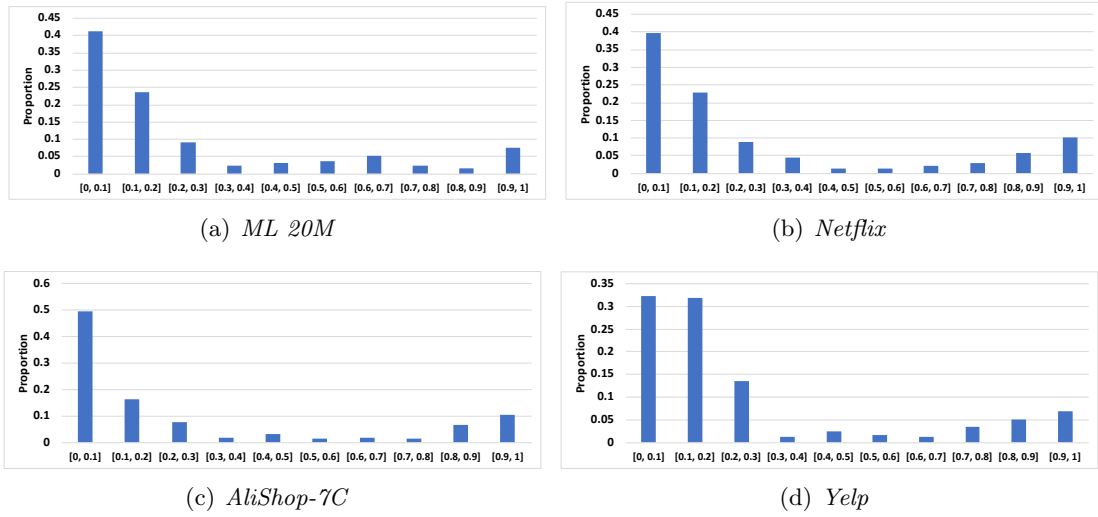 0.45
0.4
0.35
0.3
0.25
0.2
0.15
0.1
0.05
0
Proportion
[0, 0.1] [0.1, 0.2] [0.2, 0.3] [0.3, 0.4] [0.4, 0.5] [0.5, 0.6] [0.6, 0.7] [0.7, 0.8] [0.8, 0.9] [0.9, 1]
(a) ML 20M
0.45
0.4
0.35
0.3
0.25
0.2
0.15
0.1
0.05
0
Proportion
[0, 0.1] [0.1, 0.2] [0.2, 0.3] [0.3, 0.4] [0.4, 0.5] [0.5, 0.6] [0.6, 0.7] [0.7, 0.8] [0.8, 0.9] [0.9, 1]
(b) Netflix
0.6
0.5
0.4
0.3
0.2
0.1
0
Proportion
[0, 0.1] [0.1, 0.2] [0.2, 0.3] [0.3, 0.4] [0.4, 0.5] [0.5, 0.6] [0.6, 0.7] [0.7, 0.8] [0.8, 0.9] [0.9, 1]
(c) AliShop-7C
0.35
0.3
0.25
0.2
0.15
0.1
0.05
0
Proportion
[0, 0.1] [0.1, 0.2] [0.2, 0.3] [0.3, 0.4] [0.4, 0.5] [0.5, 0.6] [0.6, 0.7] [0.7, 0.8] [0.8, 0.9] [0.9, 1]
(d) Yelp